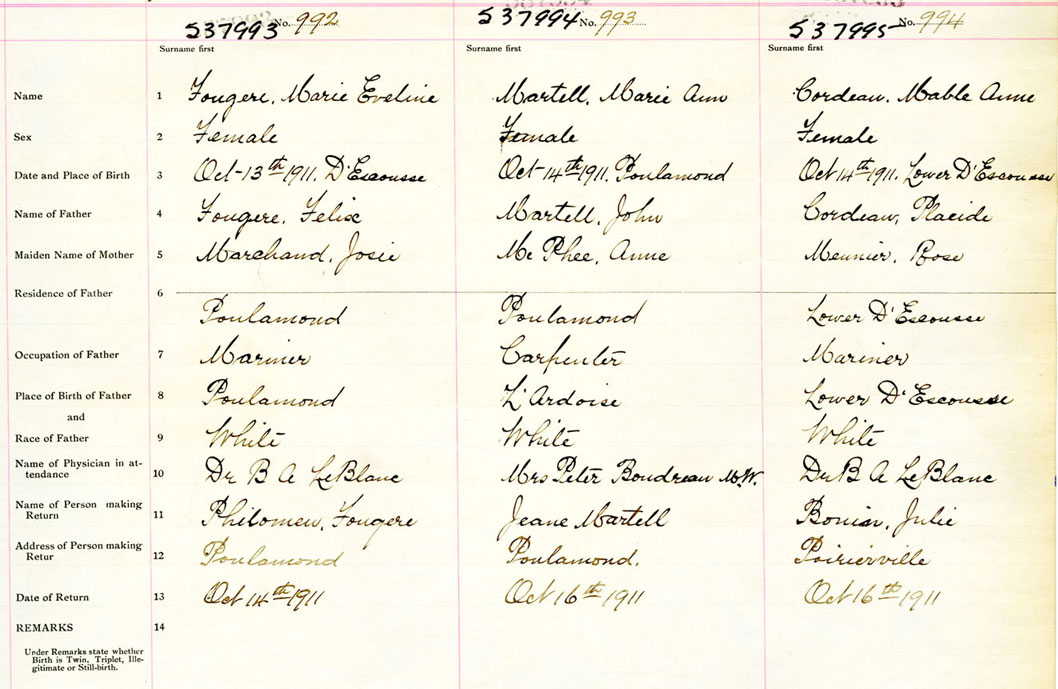 537993 No. 992 537994 No. 993 537995 No. 994
Surname first Surname first Surname first
Name 1 Fougere, Marie Eveline Martell, Marie Ann Cordeau, Mable Anne
Sex 2 Female Female Female
Date and Place of Birth 3 Oct-13th 1911. D'Escousse Oct-14th 1911. Poulamond Oct 14th 1911. Lower D'Escousse
Name of Father 4 Fougere, Felix Martell, John Cordeau, Placide
Maiden Name of Mother 5 Marchand, Josie Mc Phee, Anne Meunier, Rose
Residence of Father 6
Poulamond Poulamond Lower D'Escousse
Occupation of Father 7 Mariner Carpenter Mariner
Place of Birth of Father 8 Poulamond L'Ardoise Lower D'Escousse
and
Race of Father 9 White White White
Name of Physician in at-
tendance 10 Dr B A LeBlanc Mrs Peter Boudreau M.W. Dr B A LeBlanc
Name of Person making
Return 11 Philomen, Fougere Jeane Martell Bonin, Julie
Address of Person making
Retur 12 Poulamond Poulamond. Poirierville
Date of Return 13 Oct 14th 1911 Oct 16th 1911 Oct 16th 1911
REMARKS 14
Under Remarks state whether
Birth is Twin, Triplet, Ille-
gitimate or Still-birth.